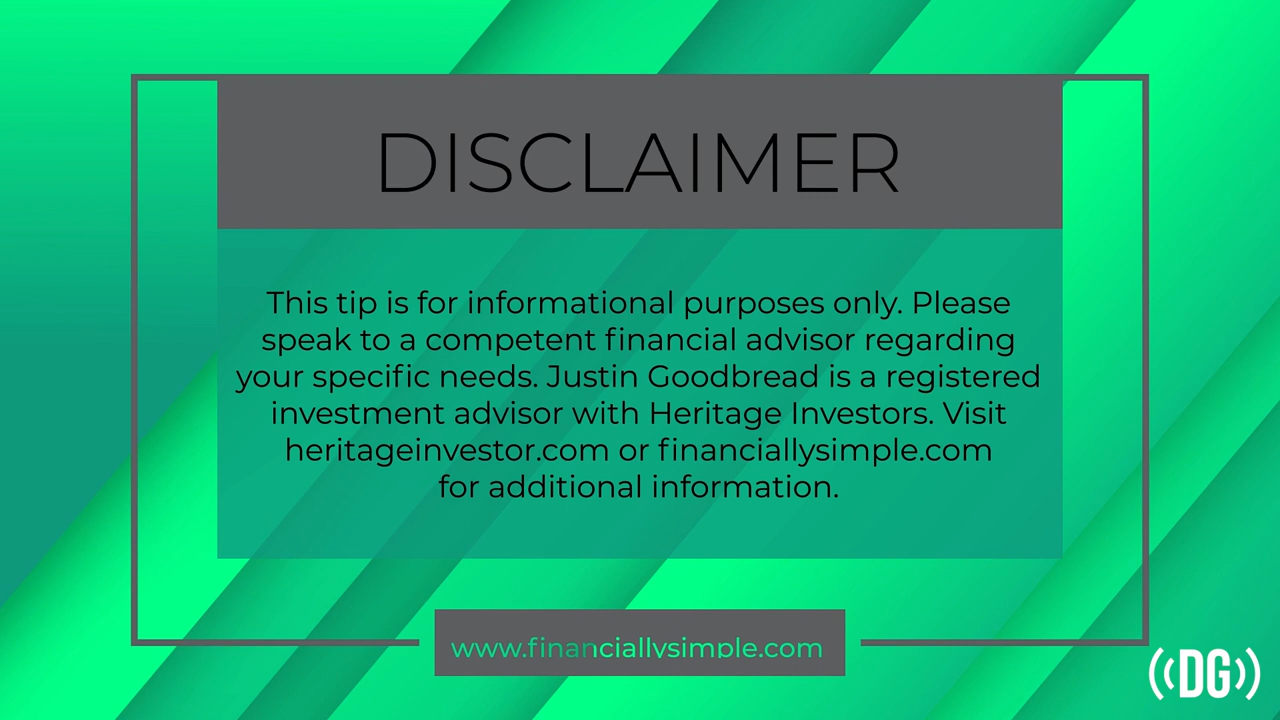 DISCLAIMER
This tip is for informational purposes only. Please
speak to a competent financial advisor regarding
your specific needs. Justin Goodbread is a registered
investment advisor with Heritage Investors. Visit
heritageinvestor.com or financiallysimple.com
for additional information.
www.financiallysimple.com
DG